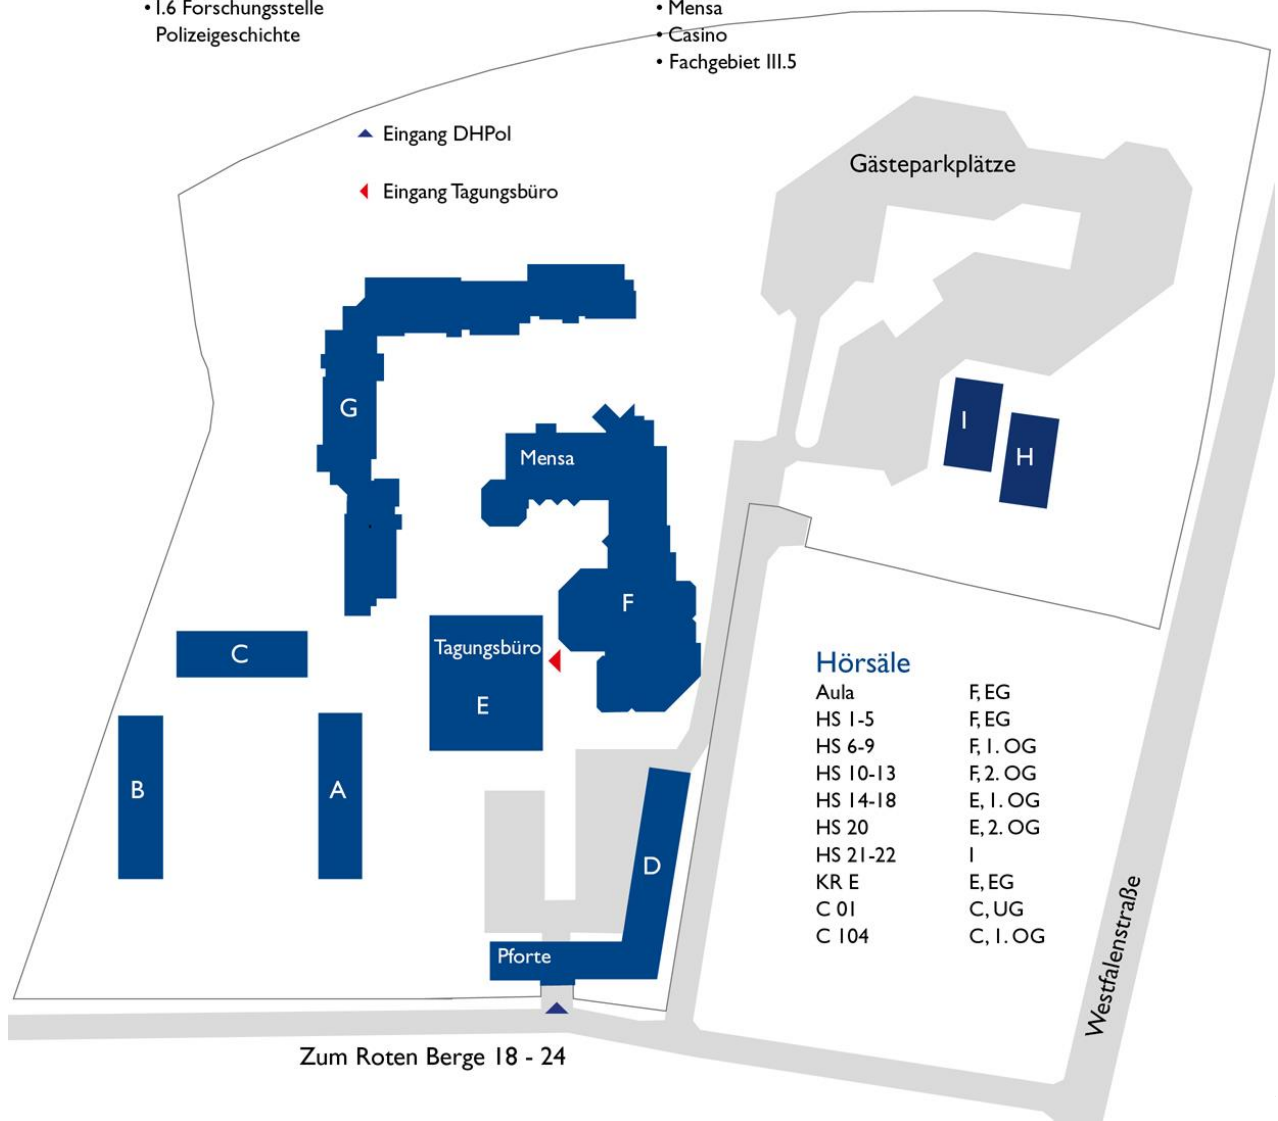 • I.6 Forschungsstelle
Polizeigeschichte
• Mensa
• Casino
• Fachgebiet III.5
Eingang DHPol
Eingang Tagungsbüro
Gästeparkplätze
G
Mensa
I
H
F
C
Tagungsbüro
E
B
A
D
Pforte
Hörsäle
Aula F, EG
HS 1-5 F, EG
HS 6-9 F, 1. OG
HS 10-13 F, 2. OG
HS 14-18 E, 1. OG
HS 20 E, 2. OG
HS 21-22 I
KR E E, EG
C 01 C, UG
C 104 C, 1. OG
Westfalenstraße
Zum Roten Berge 18 - 24